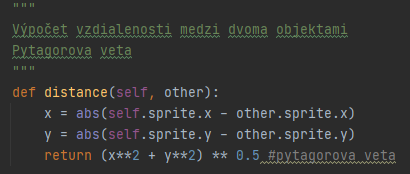 """
Výpočet vzdialenosti medzi dvoma objektami
Pytagorova veta
"""
def distance(self, other):
    x = abs(self.sprite.x - other.sprite.x)
    y = abs(self.sprite.y - other.sprite.y)
    return (x**2 + y**2) ** 0.5 #pytagorova veta